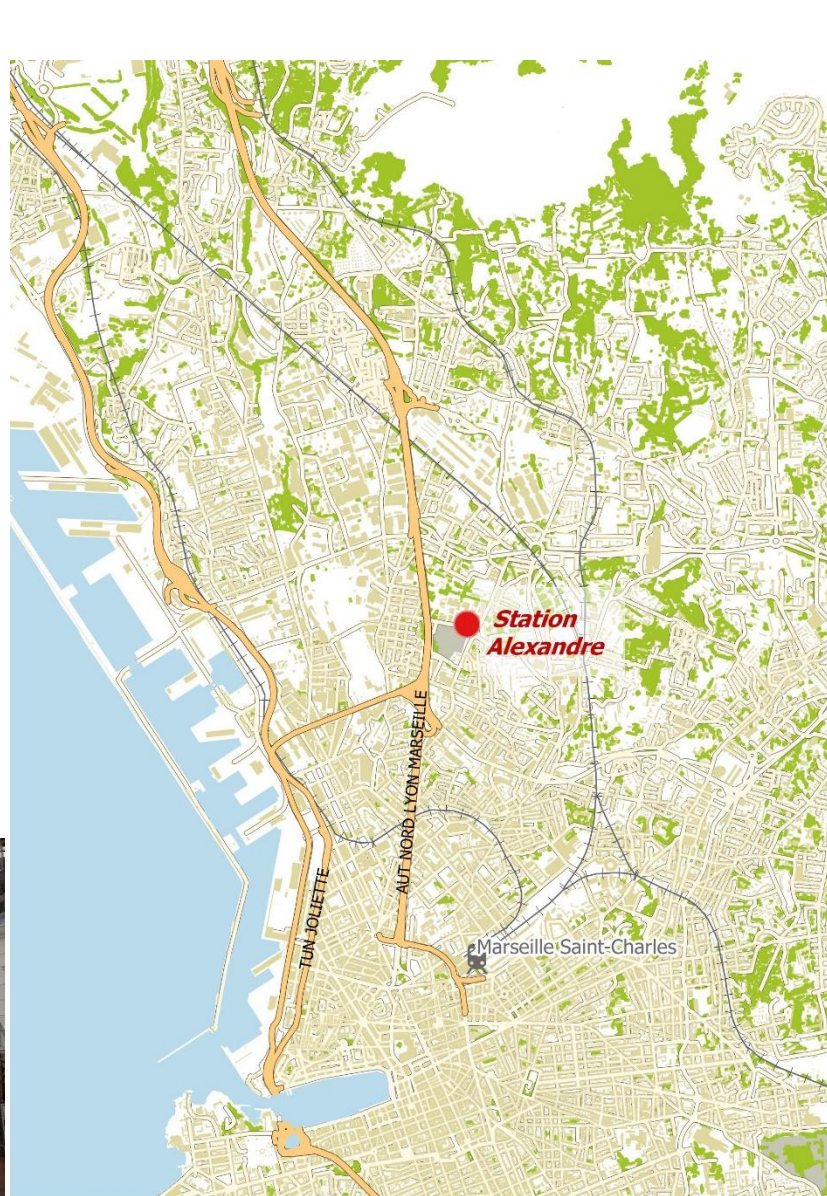 Station
Alexandre
AUT NORD LYON MARSEILLE
TUN JOLIETTE
Marseille Saint-Charles